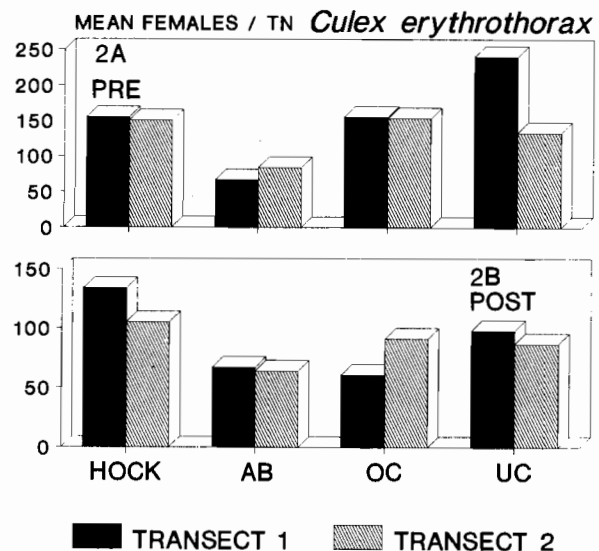 MEAN FEMALES / TN Culex erythrothorax
250
2A
200
PRE
150
100
50
0
150
2B
POST
100
50
0
HOCK AB OC UC
TRANSECT 1 TRANSECT 2